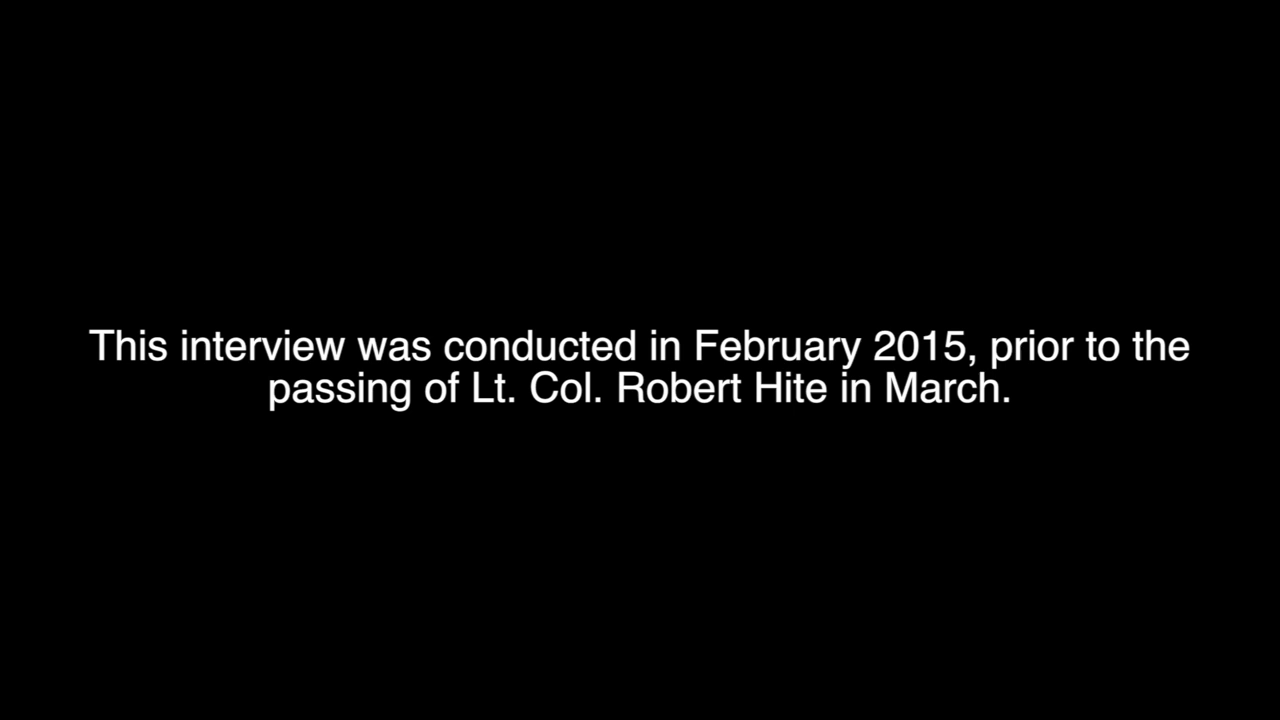 This interview was conducted in February 2015, prior to the
passing of Lt. Col. Robert Hite in March.